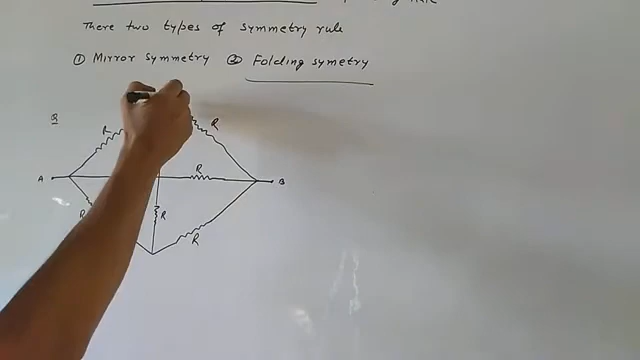 There two types of symmetry rule
① Mirror symmetry ② Folding symetry
Q
R R
A R B
R R
R